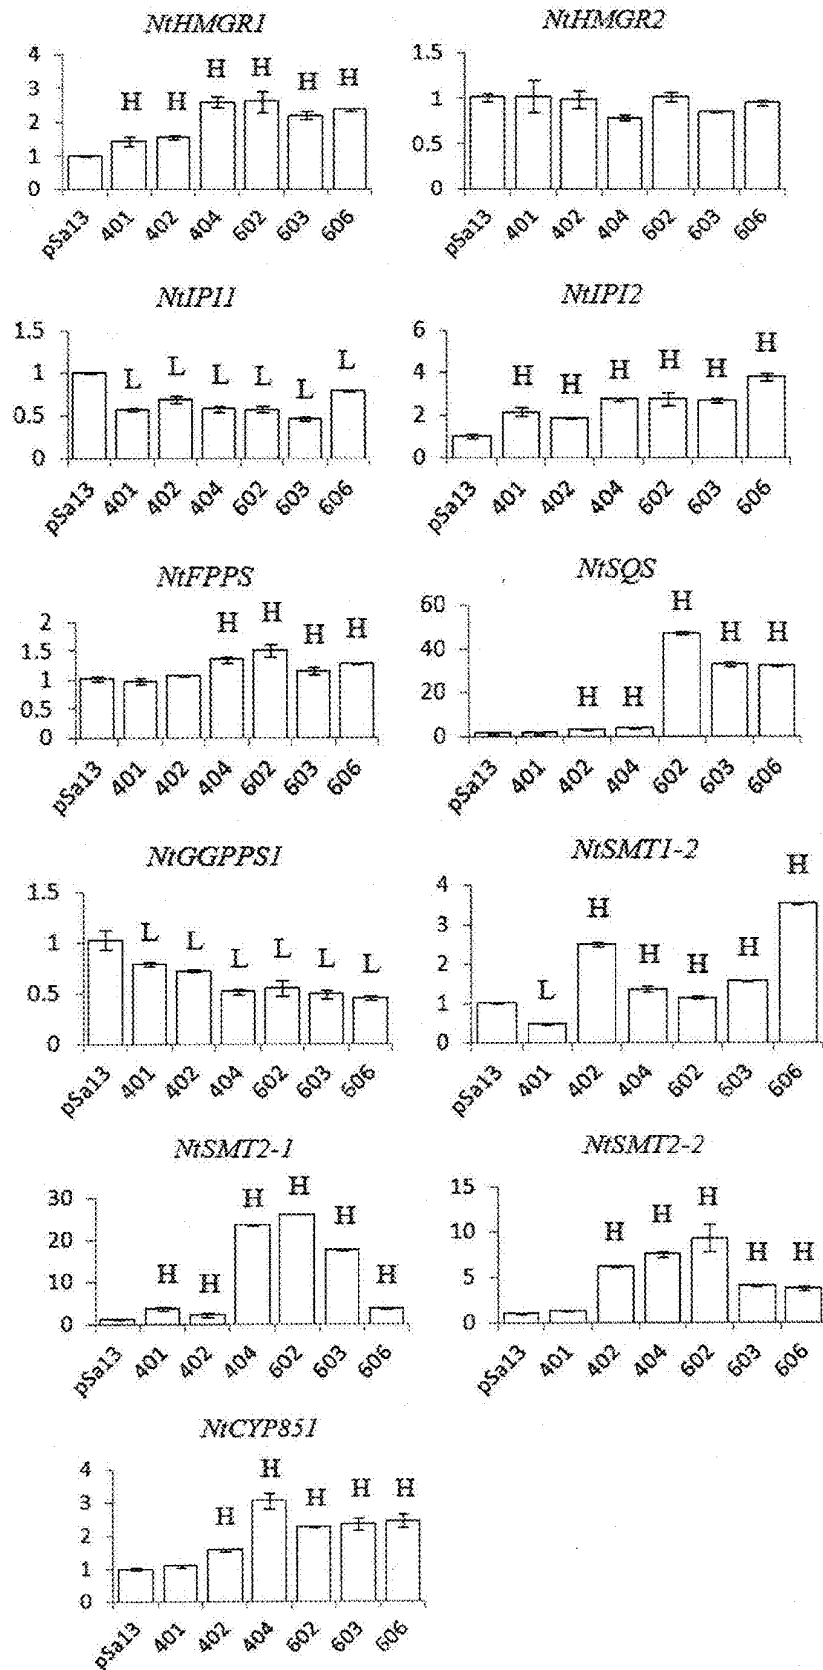 NtHMGR1
4
3
2
1
0
H H H H H H
pSa13 401 402 404 602 603 606
NtHMGR2
1.5
1
0.5
0
pSa13 401 402 404 602 603 606
NtIPI1
1.5
1
0.5
0
L L L L L L
pSa13 401 402 404 602 603 606
NtIPI2
6
4
2
0
H H H H H H
pSa13 401 402 404 602 603 606
NtFPPS
2
1.5
1
0.5
0
H H H H
pSa13 401 402 404 602 603 606
NtSQS
60
40
20
0
H H H H H
pSa13 401 402 404 602 603 606
NtGGPPS1
1.5
1
0.5
0
L L L L L L
pSa13 401 402 404 602 603 606
NtSMT1-2
4
3
2
1
0
L H H H H H
pSa13 401 402 404 602 603 606
NtSMT2-1
30
20
10
0
H H H H H H
pSa13 401 402 404 602 603 606
NtSMT2-2
15
10
5
0
H H H H H
pSa13 401 402 404 602 603 606
NtCYP851
4
3
2
1
0
H H H H H
pSa13 401 402 404 602 603 606